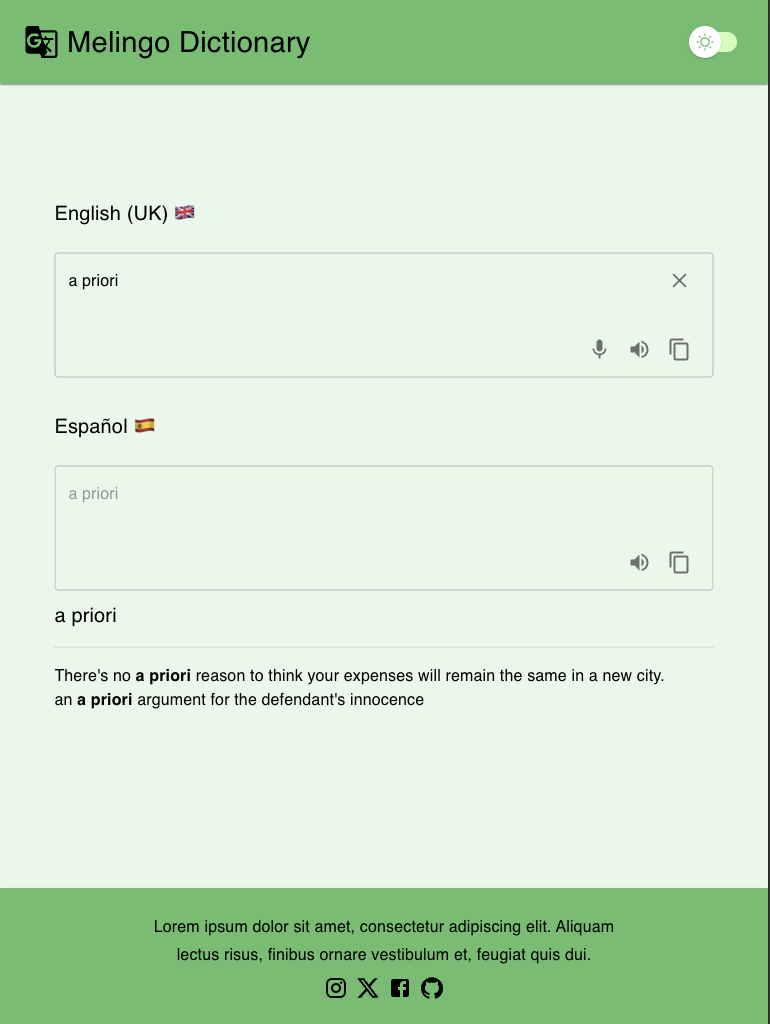 Melingo Dictionary
English (UK) 🇬🇧
a priori
Español 🇪🇸
a priori
a priori
There's no a priori reason to think your expenses will remain the same in a new city.
an a priori argument for the defendant's innocence
Lorem ipsum dolor sit amet, consectetur adipiscing elit. Aliquam
lectus risus, finibus ornare vestibulum et, feugiat quis dui.